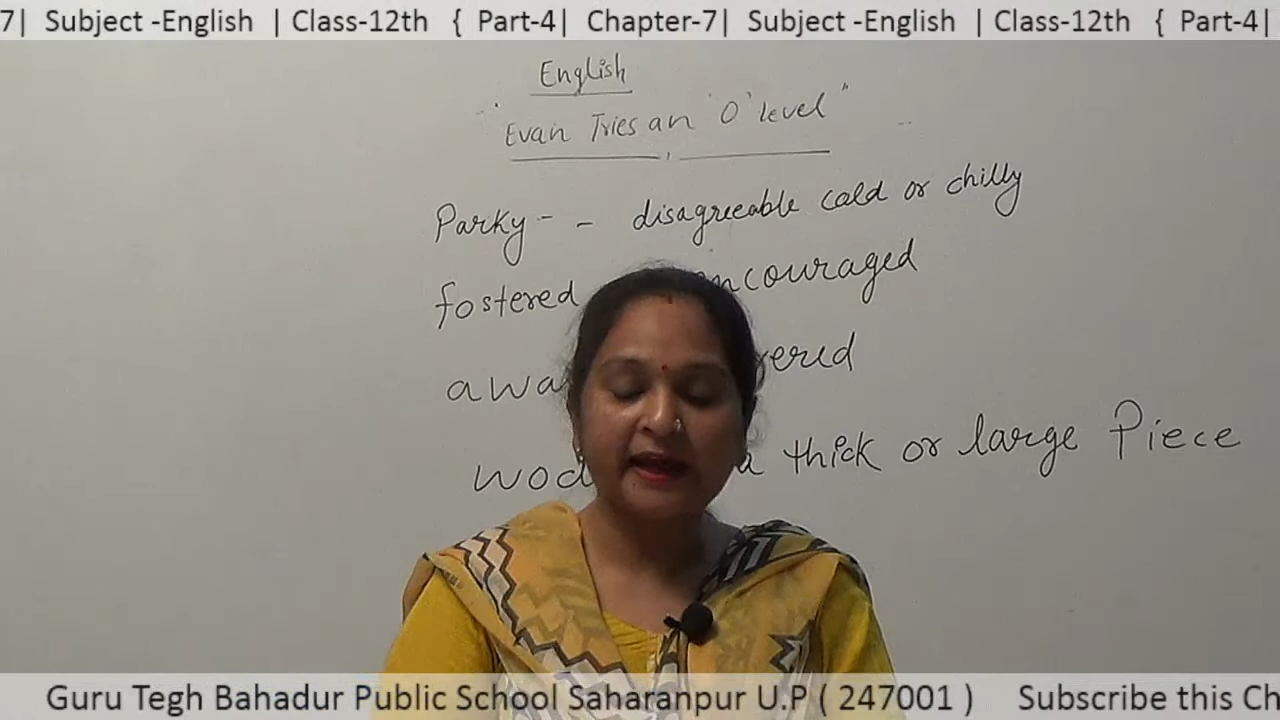 7| Subject -English | Class-12th { Part-4| Chapter-7| Subject -English | Class-12th { Part-4|
English
"Evan Tries an 'O' level"
Parky - - disagreeable cold or chilly
fostered
thick or large Piece
Guru Tegh Bahadur Public School Saharanpur U.P ( 247001 ) Subscribe this Ch